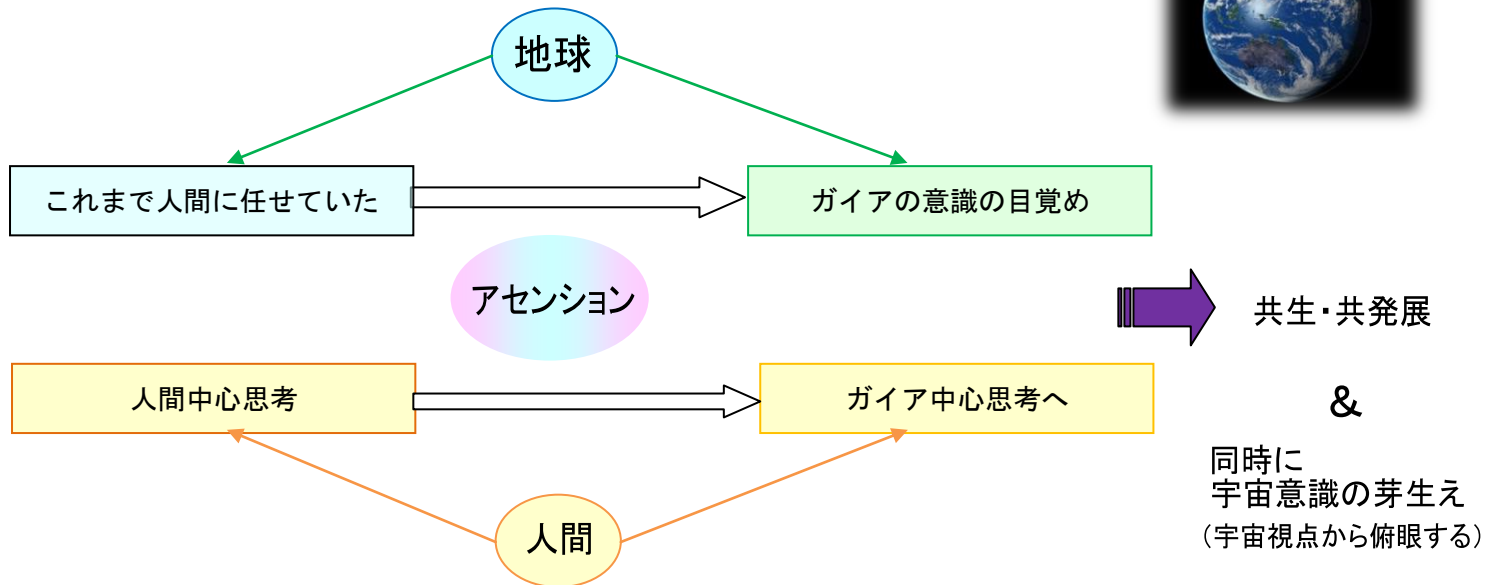 地球
これまで人間に任せていた
ガイアの意識の目覚め
アセンション
共生・共発展
人間中心思考
ガイア中心思考へ
&
同時に
宇宙意識の芽生え
(宇宙視点から俯眼する)
人間